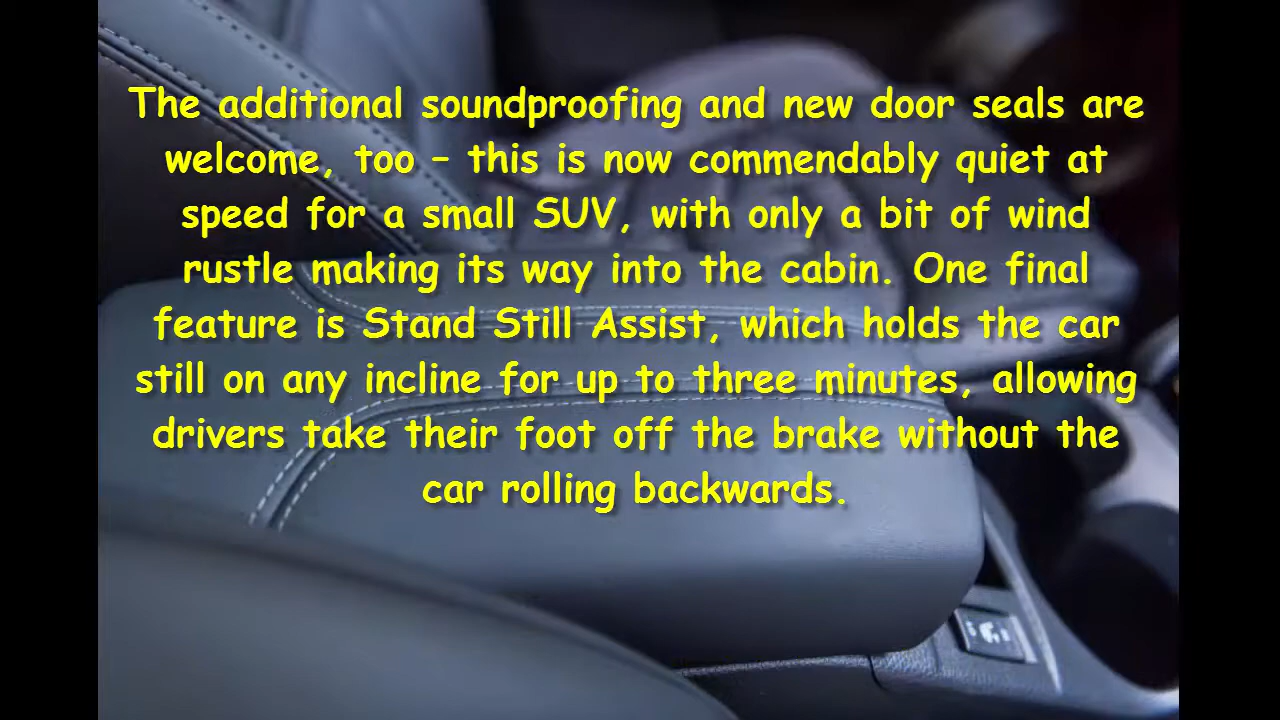 The additional soundproofing and new door seals are
welcome, too – this is now commendably quiet at
speed for a small SUV, with only a bit of wind
rustle making its way into the cabin. One final
feature is Stand Still Assist, which holds the car
still on any incline for up to three minutes, allowing
drivers take their foot off the brake without the
car rolling backwards.